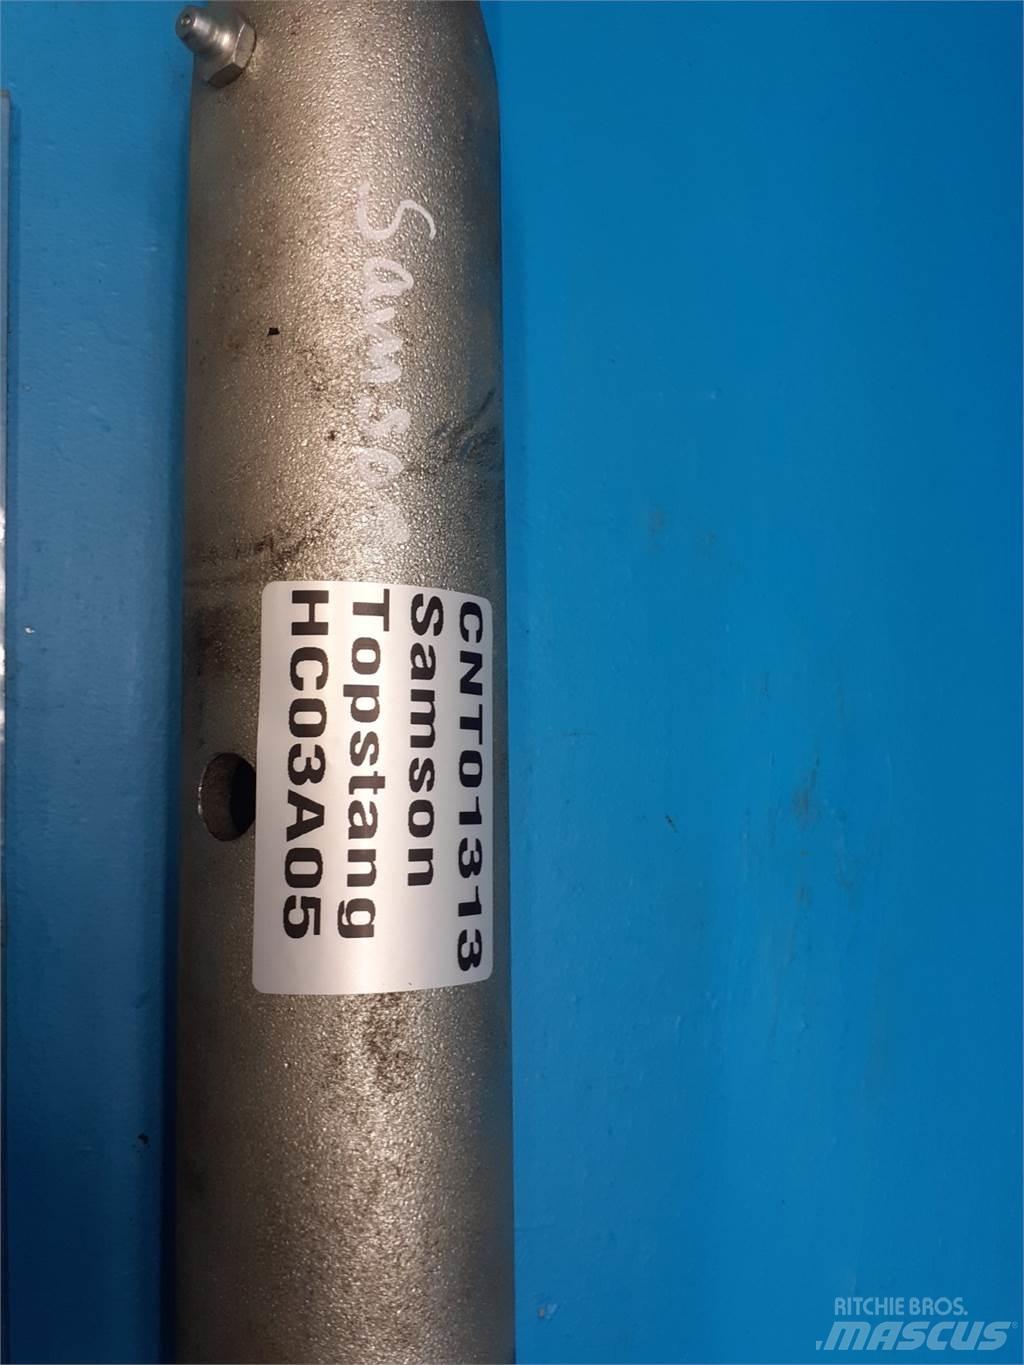 Samson
CNT01313
Samson
Topstang
HC03A05
RITCHIE BROS.
MASCUS